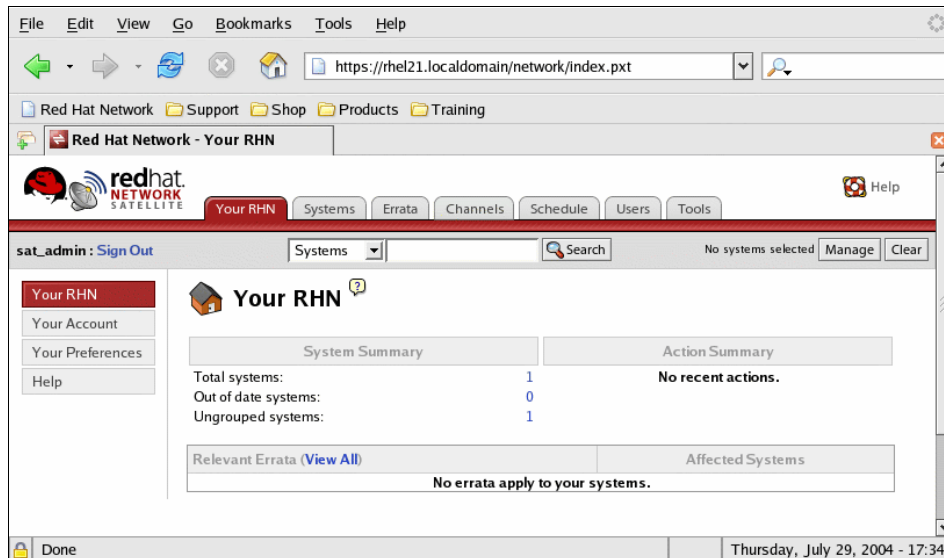 File Edit View Go Bookmarks Tools Help
https://rhel21.localdomain/network/index.pxt
Red Hat Network Support Shop Products Training
Red Hat Network - Your RHN
redhat. NETWORK SATELLITE
Your RHN Systems Errata Channels Schedule Users Tools
Help
sat_admin : Sign Out Systems Search No systems selected Manage Clear
Your RHN
Your Account
Your Preferences
Help
Your RHN ?
System Summary Action Summary
Total systems: 1 No recent actions.
Out of date systems: 0
Ungrouped systems: 1
Relevant Errata (View All) Affected Systems
No errata apply to your systems.
Done Thursday, July 29, 2004 - 17:34